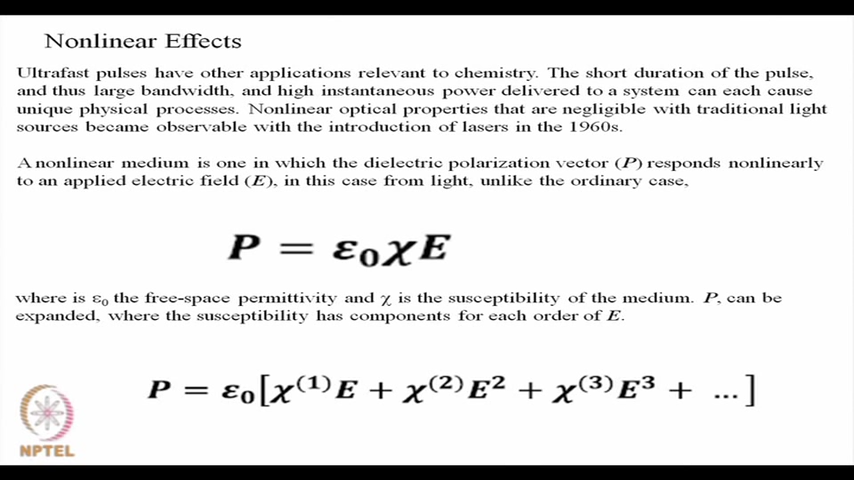 Nonlinear Effects
Ultrafast pulses have other applications relevant to chemistry. The short duration of the pulse,
and thus large bandwidth, and high instantaneous power delivered to a system can each cause
unique physical processes. Nonlinear optical properties that are negligible with traditional light
sources became observable with the introduction of lasers in the 1960s.
A nonlinear medium is one in which the dielectric polarization vector (P) responds nonlinearly
to an applied electric field (E), in this case from light, unlike the ordinary case,
P = ε₀χE
where is ε₀ the free-space permittivity and χ is the susceptibility of the medium. P, can be
expanded, where the susceptibility has components for each order of E.
P = ε₀[χ⁽¹⁾E + χ⁽²⁾E² + χ⁽³⁾E³ + ...]
NPTEL